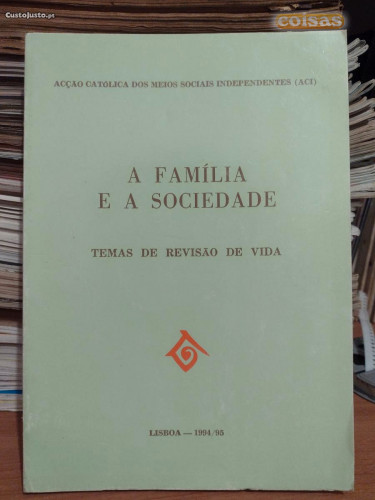 CustoJusto.pt
coisas
ACÇÃO CATÓLICA DOS MEIOS SOCIAIS INDEPENDENTES (ACI)
A FAMÍLIA
E A SOCIEDADE
TEMAS DE REVISÃO DE VIDA
LISBOA — 1994/95